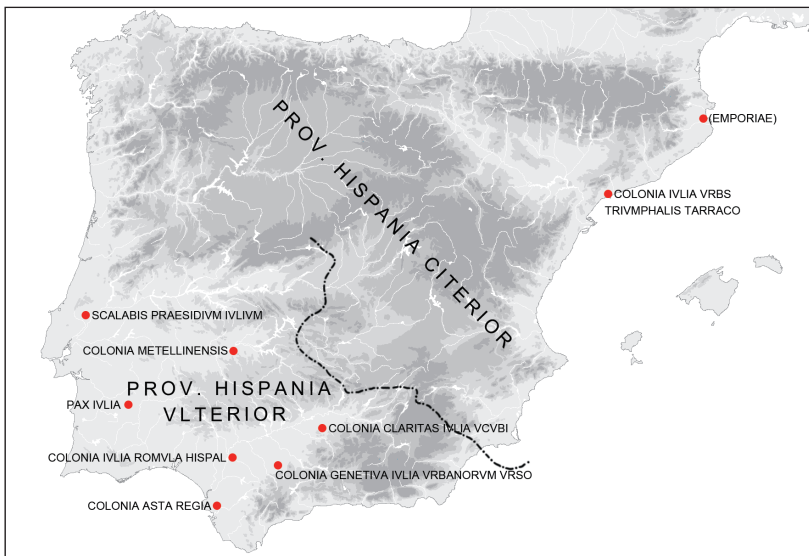 (EMPORIAE)
PROV. HISPANIA CITERIOR
COLONIA IVLIA VRBS
TRIVMPHALIS TARRACO
SCALABIS PRAESIDIVM IVLIVM
COLONIA METELLINENSIS
PROV. HISPANIA
VLTERIOR
PAX IVLIA
COLONIA CLARITAS IVLIA VCVBI
COLONIA IVLIA ROMVLA HISPAL
COLONIA GENETIVA IVLIA VRBANORVM VRSO
COLONIA ASTA REGIA